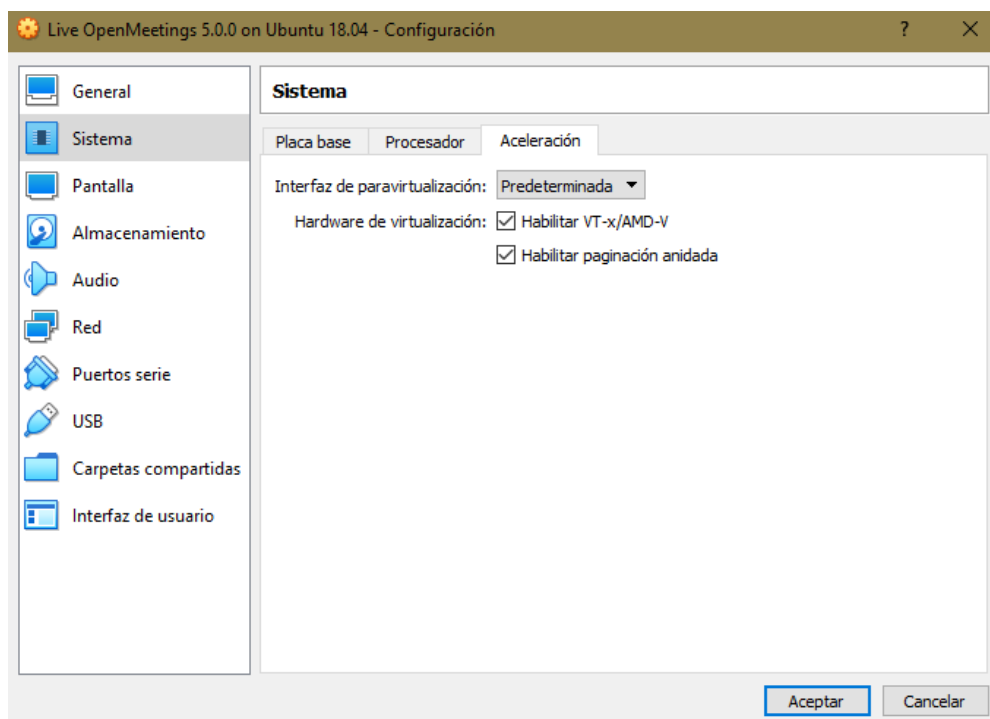 Live OpenMeetings 5.0.0 on Ubuntu 18.04 - Configuración ?
General
Sistema
Pantalla
Almacenamiento
Audio
Red
Puertos serie
USB
Carpetas compartidas
Interfaz de usuario
Sistema
Placa base Procesador Aceleración
Interfaz de paravirtualización: Predeterminada
Hardware de virtualización: Habilitar VT-x/AMD-V
Habilitar paginación anidada
Aceptar Cancelar